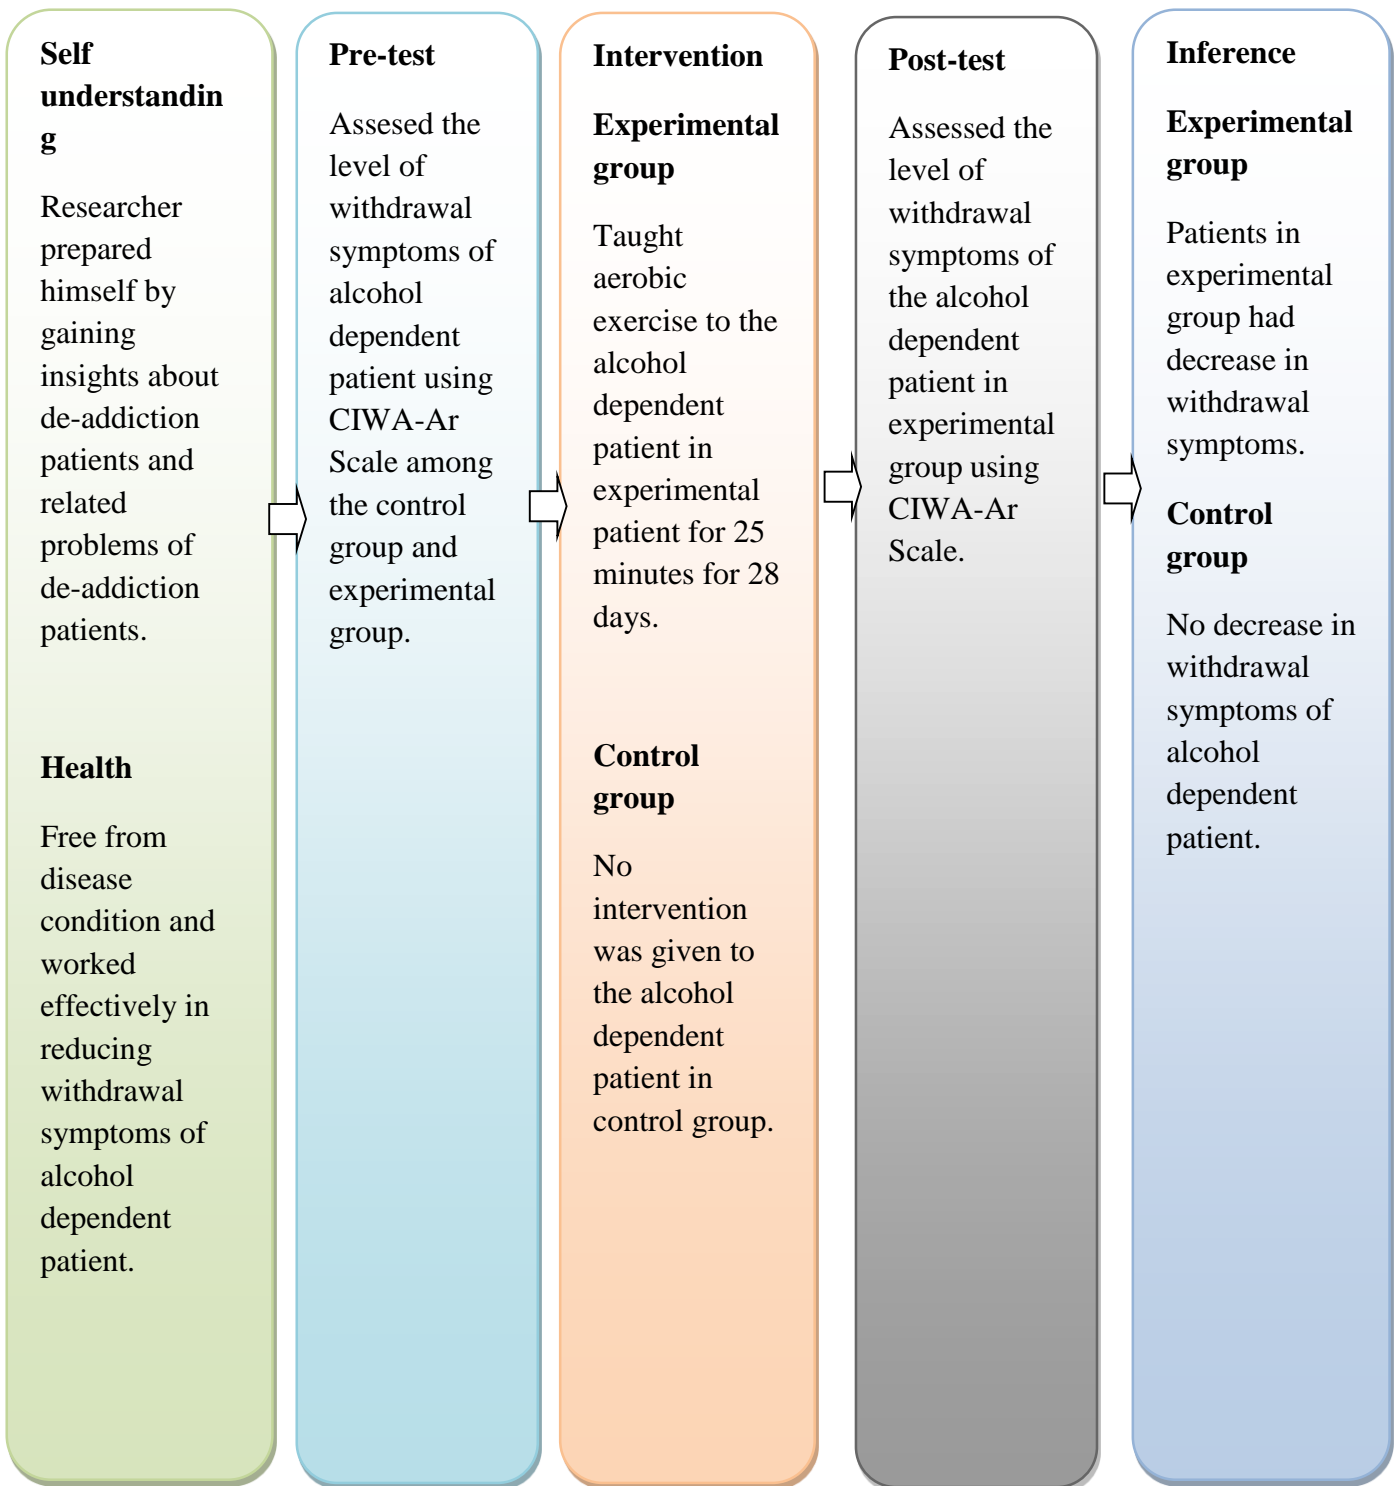 Self
understandin
g
Researcher
prepared
himself by
gaining
insights about
de-addiction
patients and
related
problems of
de-addiction
patients.
Health
Free from
disease
condition and
worked
effectively in
reducing
withdrawal
symptoms of
alcohol
dependent
patient.
Pre-test
Assesed the
level of
withdrawal
symptoms of
alcohol
dependent
patient using
CIWA-Ar
Scale among
the control
group and
experimental
group.
Intervention
Experimental
group
Taught
aerobic
exercise to the
alcohol
dependent
patient in
experimental
patient for 25
minutes for 28
days.
Control
group
No
intervention
was given to
the alcohol
dependent
patient in
control group.
Post-test
Assessed the
level of
withdrawal
symptoms of
the alcohol
dependent
patient in
experimental
group using
CIWA-Ar
Scale.
Inference
Experimental
group
Patients in
experimental
group had
decrease in
withdrawal
symptoms.
Control
group
No decrease in
withdrawal
symptoms of
alcohol
dependent
patient.